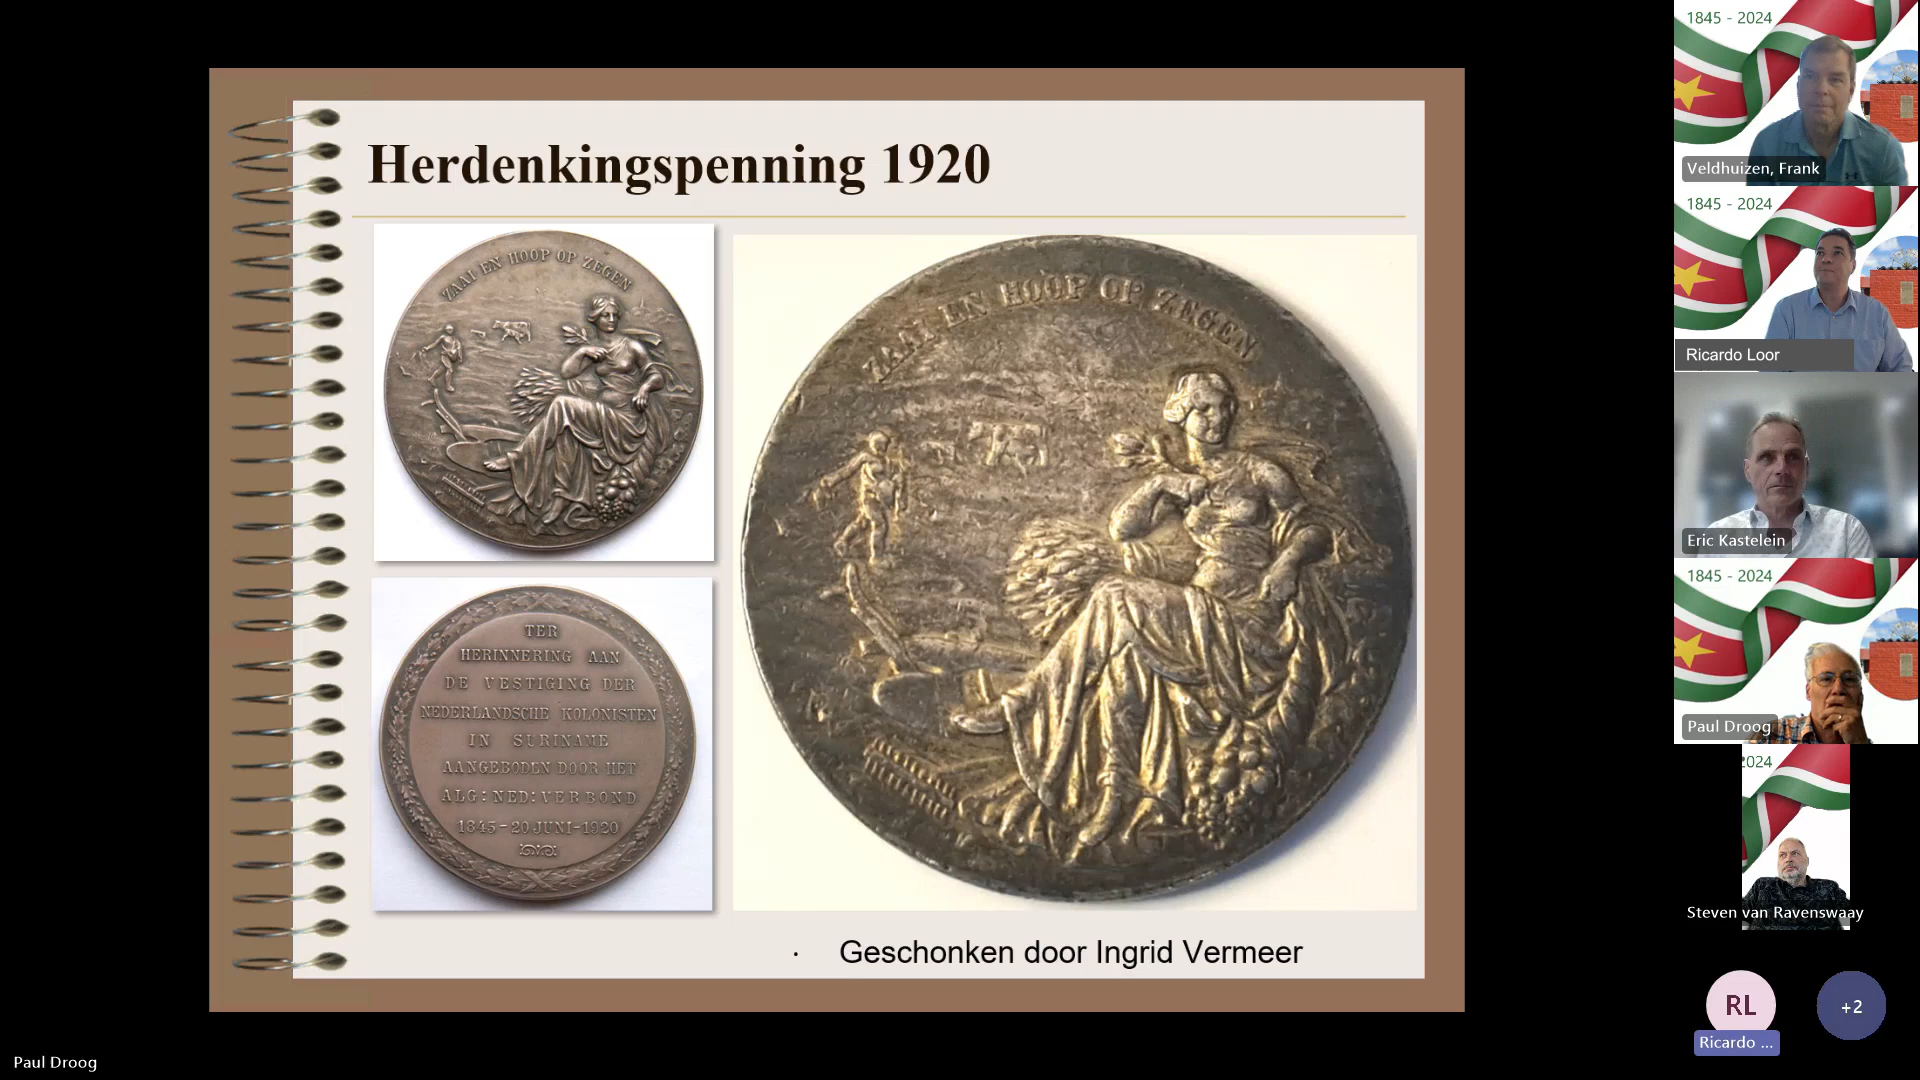 Herdenkingspenning 1920
ZAAI EN HOOP OP ZEGEN
ZAAI EN HOOP OP ZEGEN
TER
HERINNERING AAN
DE VESTIGING DER
NEDERLANDSCHE KOLONISTEN
IN SURINAME
AANGEBODEN DOOR HET
ALG: NED: VERBOND
1845-20 JUNI-1920
· Geschonken door Ingrid Vermeer
Paul Droog
1845 - 2024
Veldhuizen, Frank
1845 - 2024
Ricardo Loor
Eric Kastelein
1845 - 2024
Paul Droog
2024
Steven van Ravenswaay
RL
Ricardo ...
+2